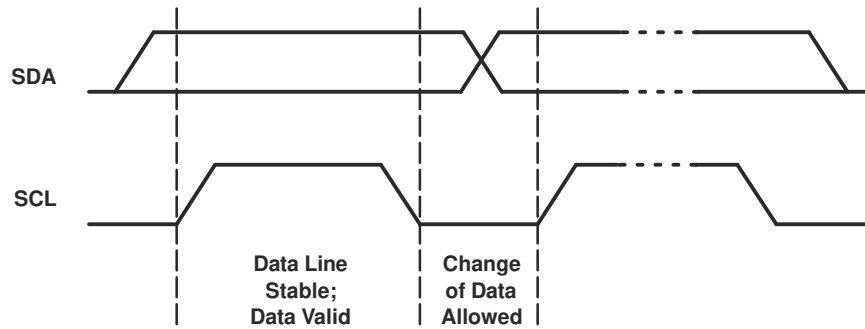 SDA
SCL
Data Line
Stable;
Data Valid
Change
of Data
Allowed